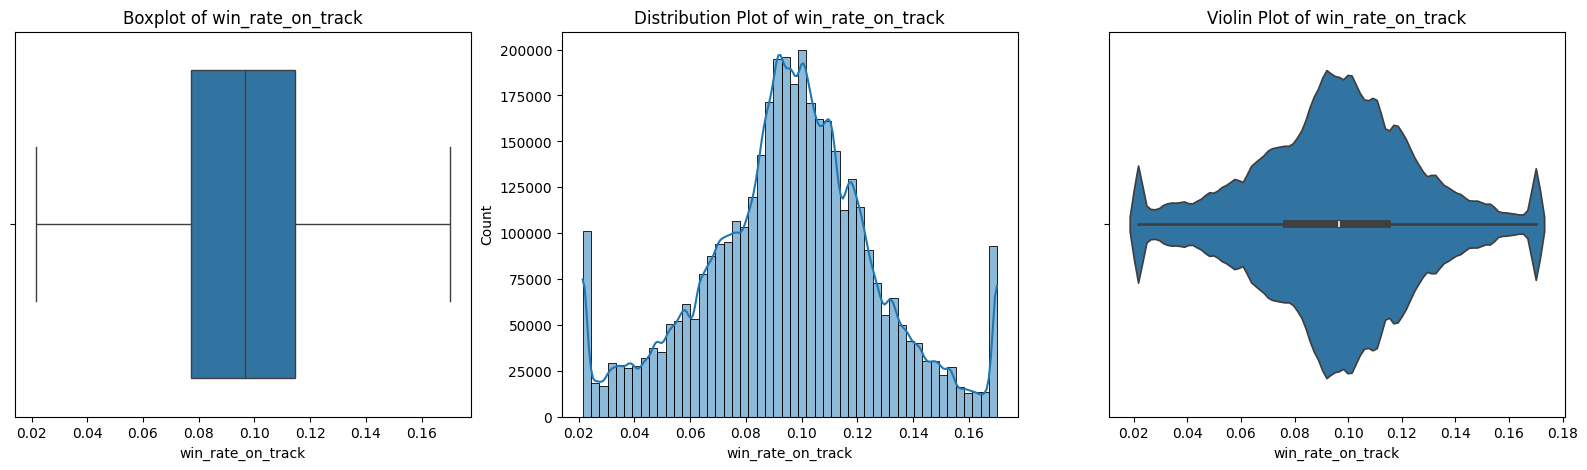 Boxplot of win_rate_on_track
0.02 0.04 0.06 0.08 0.10 0.12 0.14 0.16
win_rate_on_track
Distribution Plot of win_rate_on_track
Count
200000
175000
150000
125000
100000
75000
50000
25000
0
0.02 0.04 0.06 0.08 0.10 0.12 0.14 0.16
win_rate_on_track
Violin Plot of win_rate_on_track
0.02 0.04 0.06 0.08 0.10 0.12 0.14 0.16 0.18
win_rate_on_track